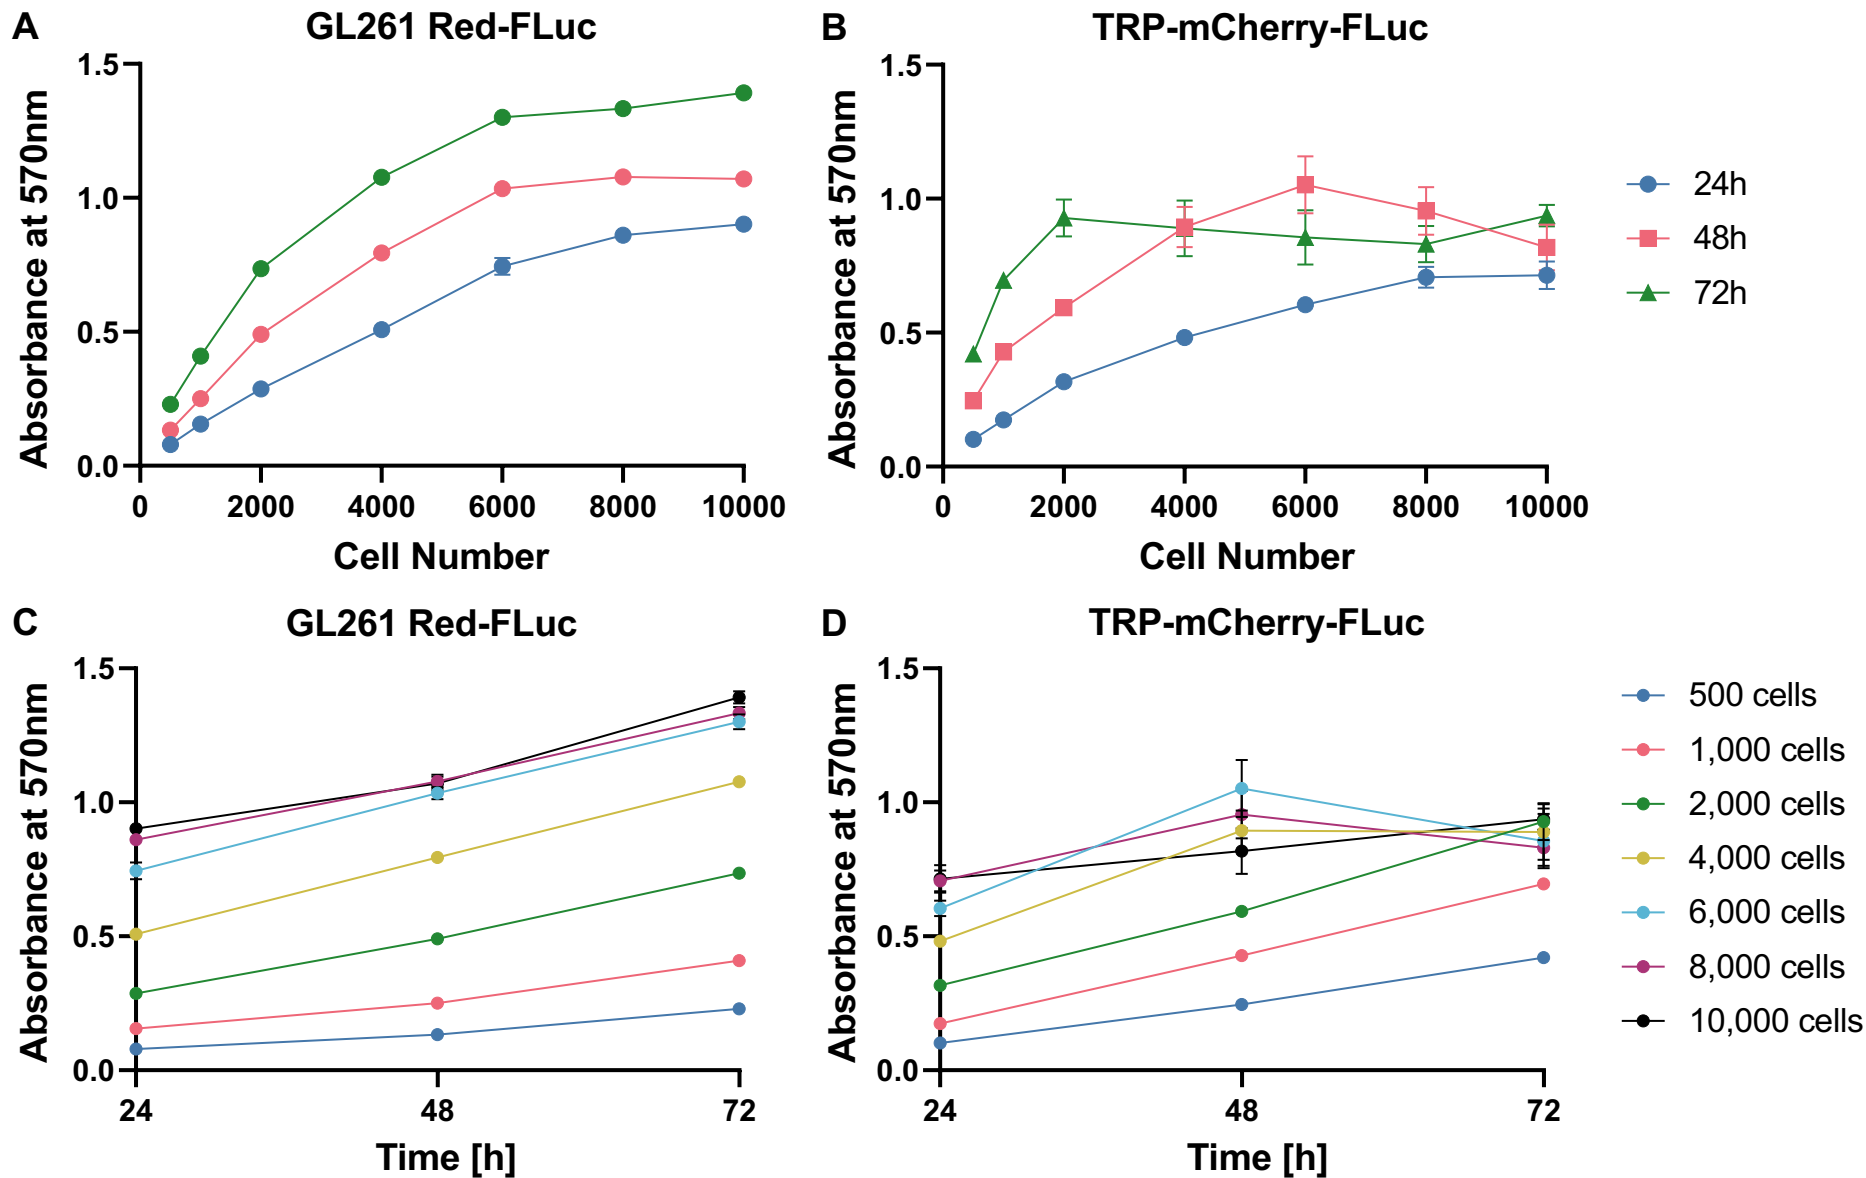 A
GL261 Red-FLuc
Absorbance at 570nm
1.5
1.0
0.5
0.0
0 2000 4000 6000 8000 10000
Cell Number
B
TRP-mCherry-FLuc
Absorbance at 570nm
1.5
1.0
0.5
0.0
0 2000 4000 6000 8000 10000
Cell Number
24h
48h
72h
C
GL261 Red-FLuc
Absorbance at 570nm
1.5
1.0
0.5
0.0
24 48 72
Time [h]
D
TRP-mCherry-FLuc
Absorbance at 570nm
1.5
1.0
0.5
0.0
24 48 72
Time [h]
500 cells
1,000 cells
2,000 cells
4,000 cells
6,000 cells
8,000 cells
10,000 cells